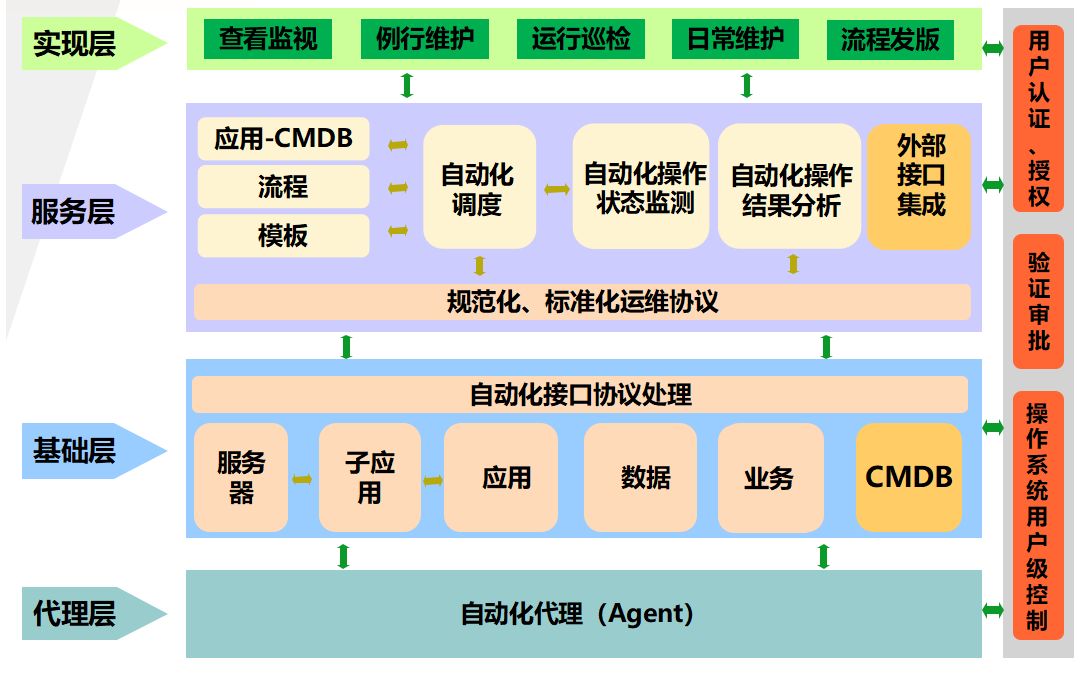 实现层
查看监视
例行维护
运行巡检
日常维护
流程发版
服务层
应用-CMDB
流程
模板
自动化
调度
自动化操作
状态监测
自动化操作
结果分析
外部
接口
集成
规范化、标准化运维协议
基础层
自动化接口协议处理
服务
器
子应
用
应用
数据
业务
CMDB
代理层
自动化代理（Agent）
用户认证、授权
验证审批
操作系统用户级控制